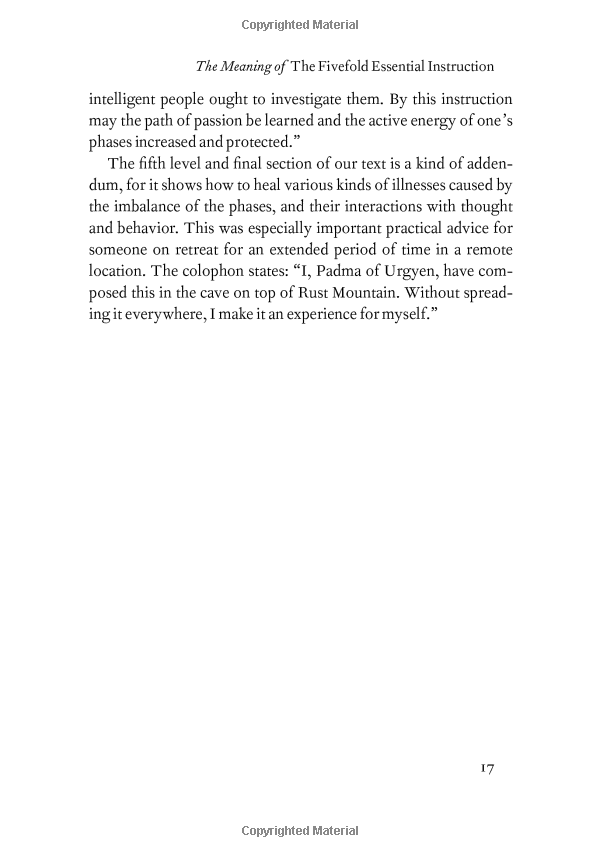 Copyrighted Material
The Meaning of The Fivefold Essential Instruction
intelligent people ought to investigate them. By this instruction
may the path of passion be learned and the active energy of one’s
phases increased and protected.”
The fifth level and final section of our text is a kind of adden-
dum, for it shows how to heal various kinds of illnesses caused by
the imbalance of the phases, and their interactions with thought
and behavior. This was especially important practical advice for
someone on retreat for an extended period of time in a remote
location. The colophon states: “I, Padma of Urgyen, have com-
posed this in the cave on top of Rust Mountain. Without spread-
ing it everywhere, I make it an experience for myself.”
17
Copyrighted Material